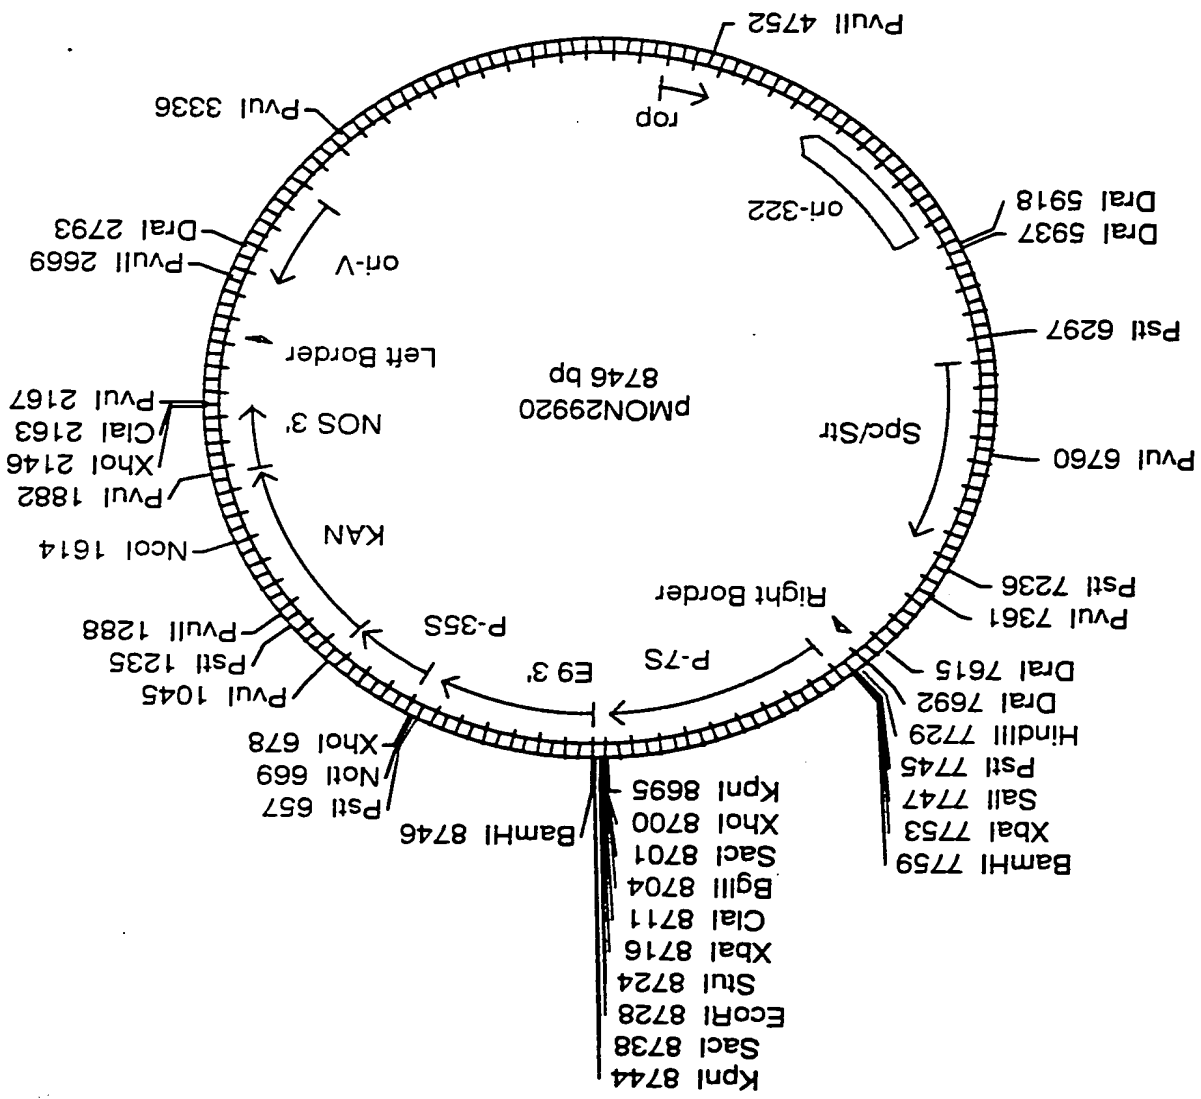 KpnI 8744
SacI 8738
EcoRI 8728
StuI 8724
XbaI 8716
ClaI 8711
BglII 8704
SacI 8701
XhoI 8700
KpnI 8695
BamHI 8746
PstI 657
NotI 669
XhoI 678
PvuI 1045
PstI 1235
PvuII 1288
NcoI 1614
PvuI 1882
XhoI 2146
ClaI 2163
PvuI 2167
PvuII 2669
DraI 2793
PvuI 3336
PvuII 4752
DraI 5918
DraI 5937
PstI 6297
PvuI 6760
PstI 7236
PvuI 7361
DraI 7615
DraI 7692
HindIII 7729
PstI 7745
SalI 7747
XbaI 7753
BamHI 7759
P-7S
E9 3'
P-35S
KAN
NOS 3'
Left Border
ori-V
rop
ori-322
Spc/Str
Right Border
pMON29920
8746 bp